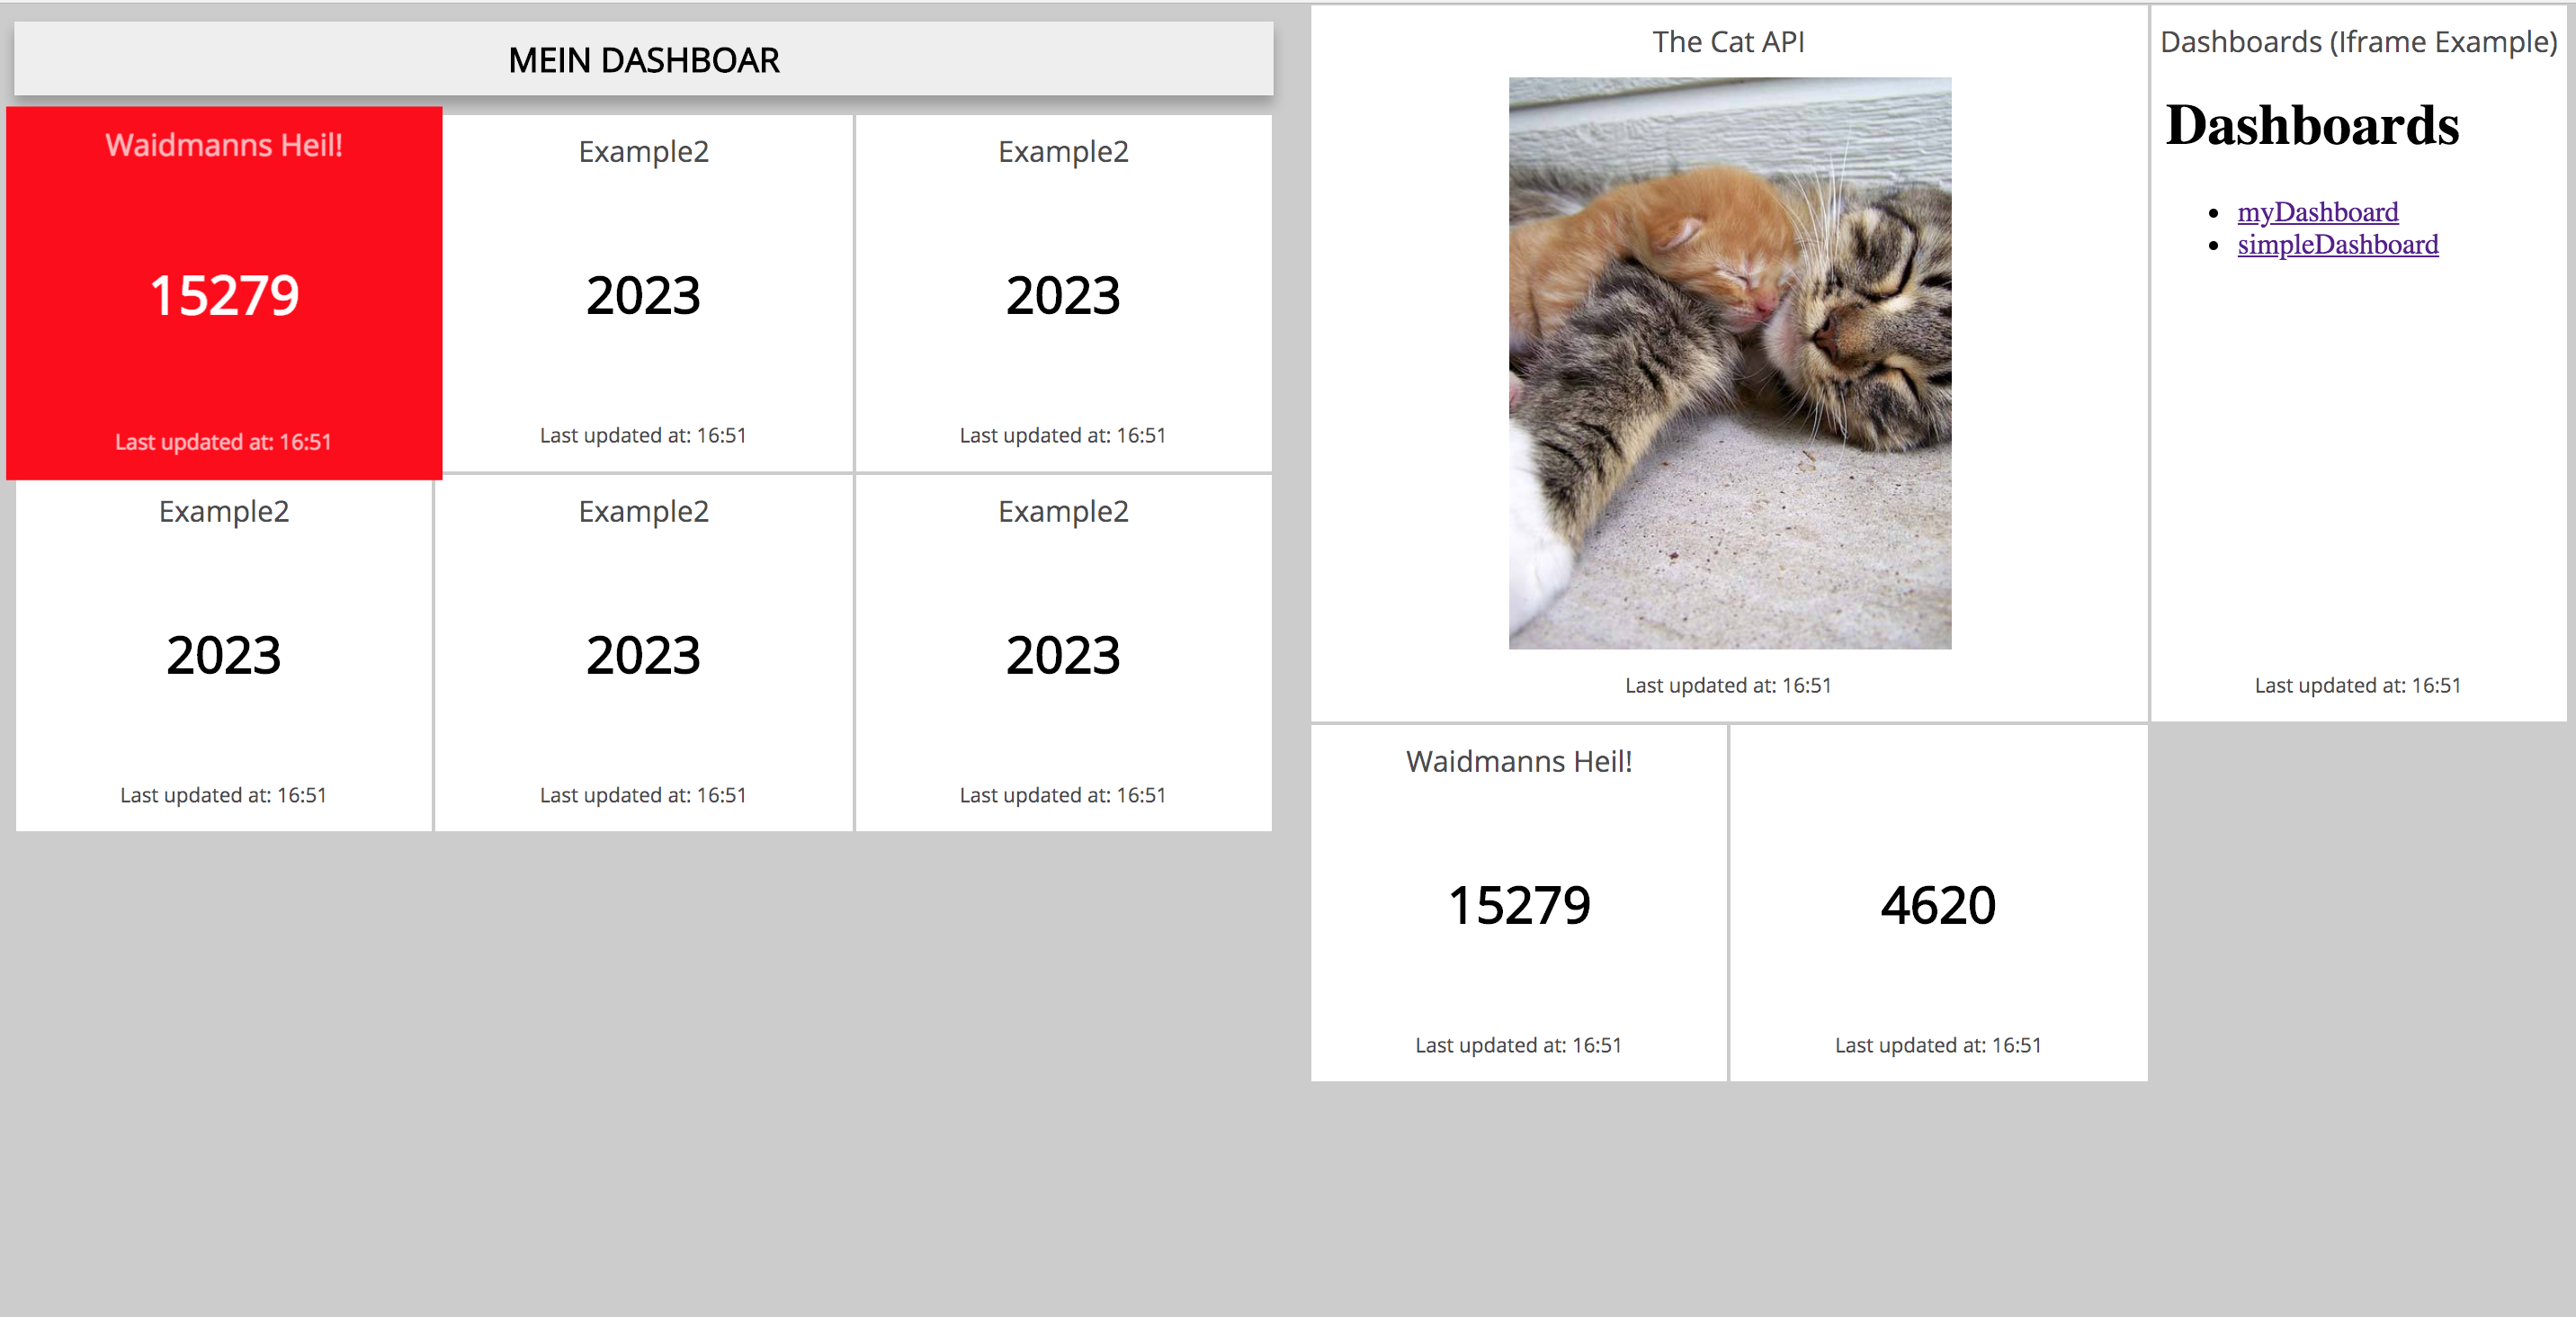 MEIN DASHBOAR
Waidmanns Heil!
15279
Last updated at: 16:51
Example2
2023
Last updated at: 16:51
Example2
2023
Last updated at: 16:51
Example2
2023
Last updated at: 16:51
Example2
2023
Last updated at: 16:51
Example2
2023
Last updated at: 16:51
The Cat API
Last updated at: 16:51
Dashboards (Iframe Example)
Dashboards
myDashboard
simpleDashboard
Last updated at: 16:51
Waidmanns Heil!
15279
Last updated at: 16:51
4620
Last updated at: 16:51